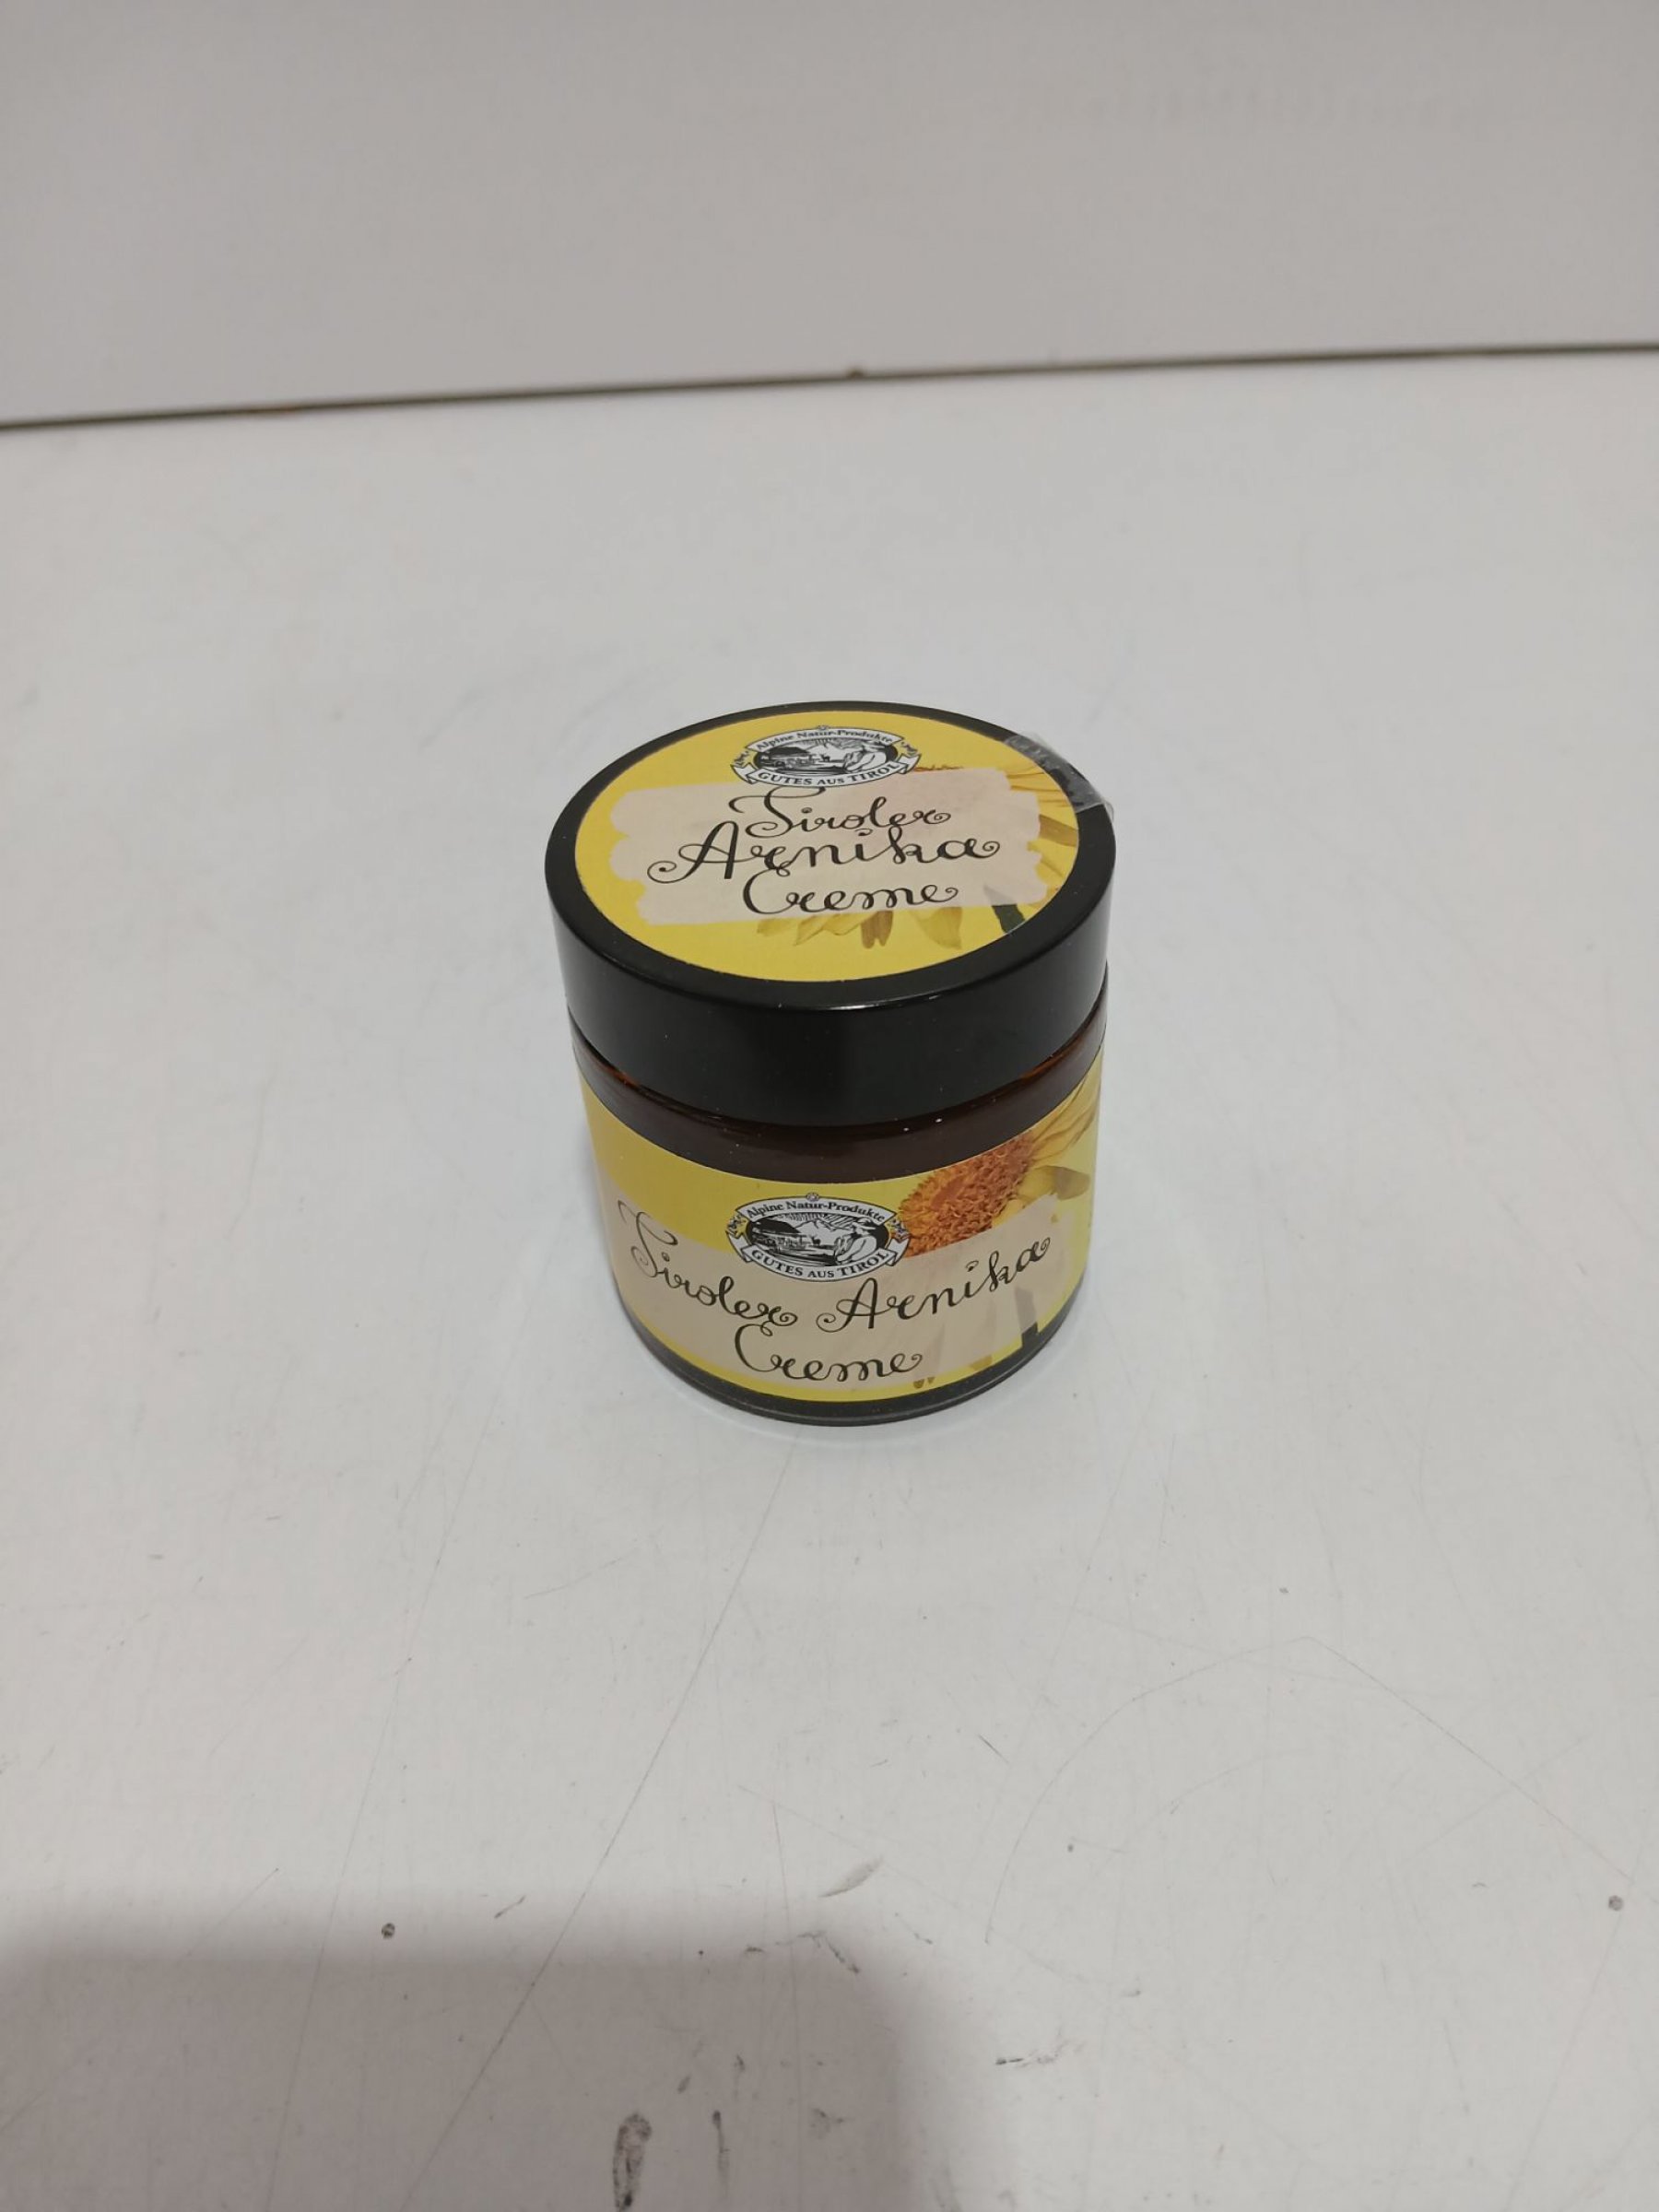 Alpine Natur-Produkte
GUTES AUS TIROL
Tiroler
Arnika
Creme
Alpine Natur-Produkte
GUTES AUS TIROL
Tiroler Arnika
Creme